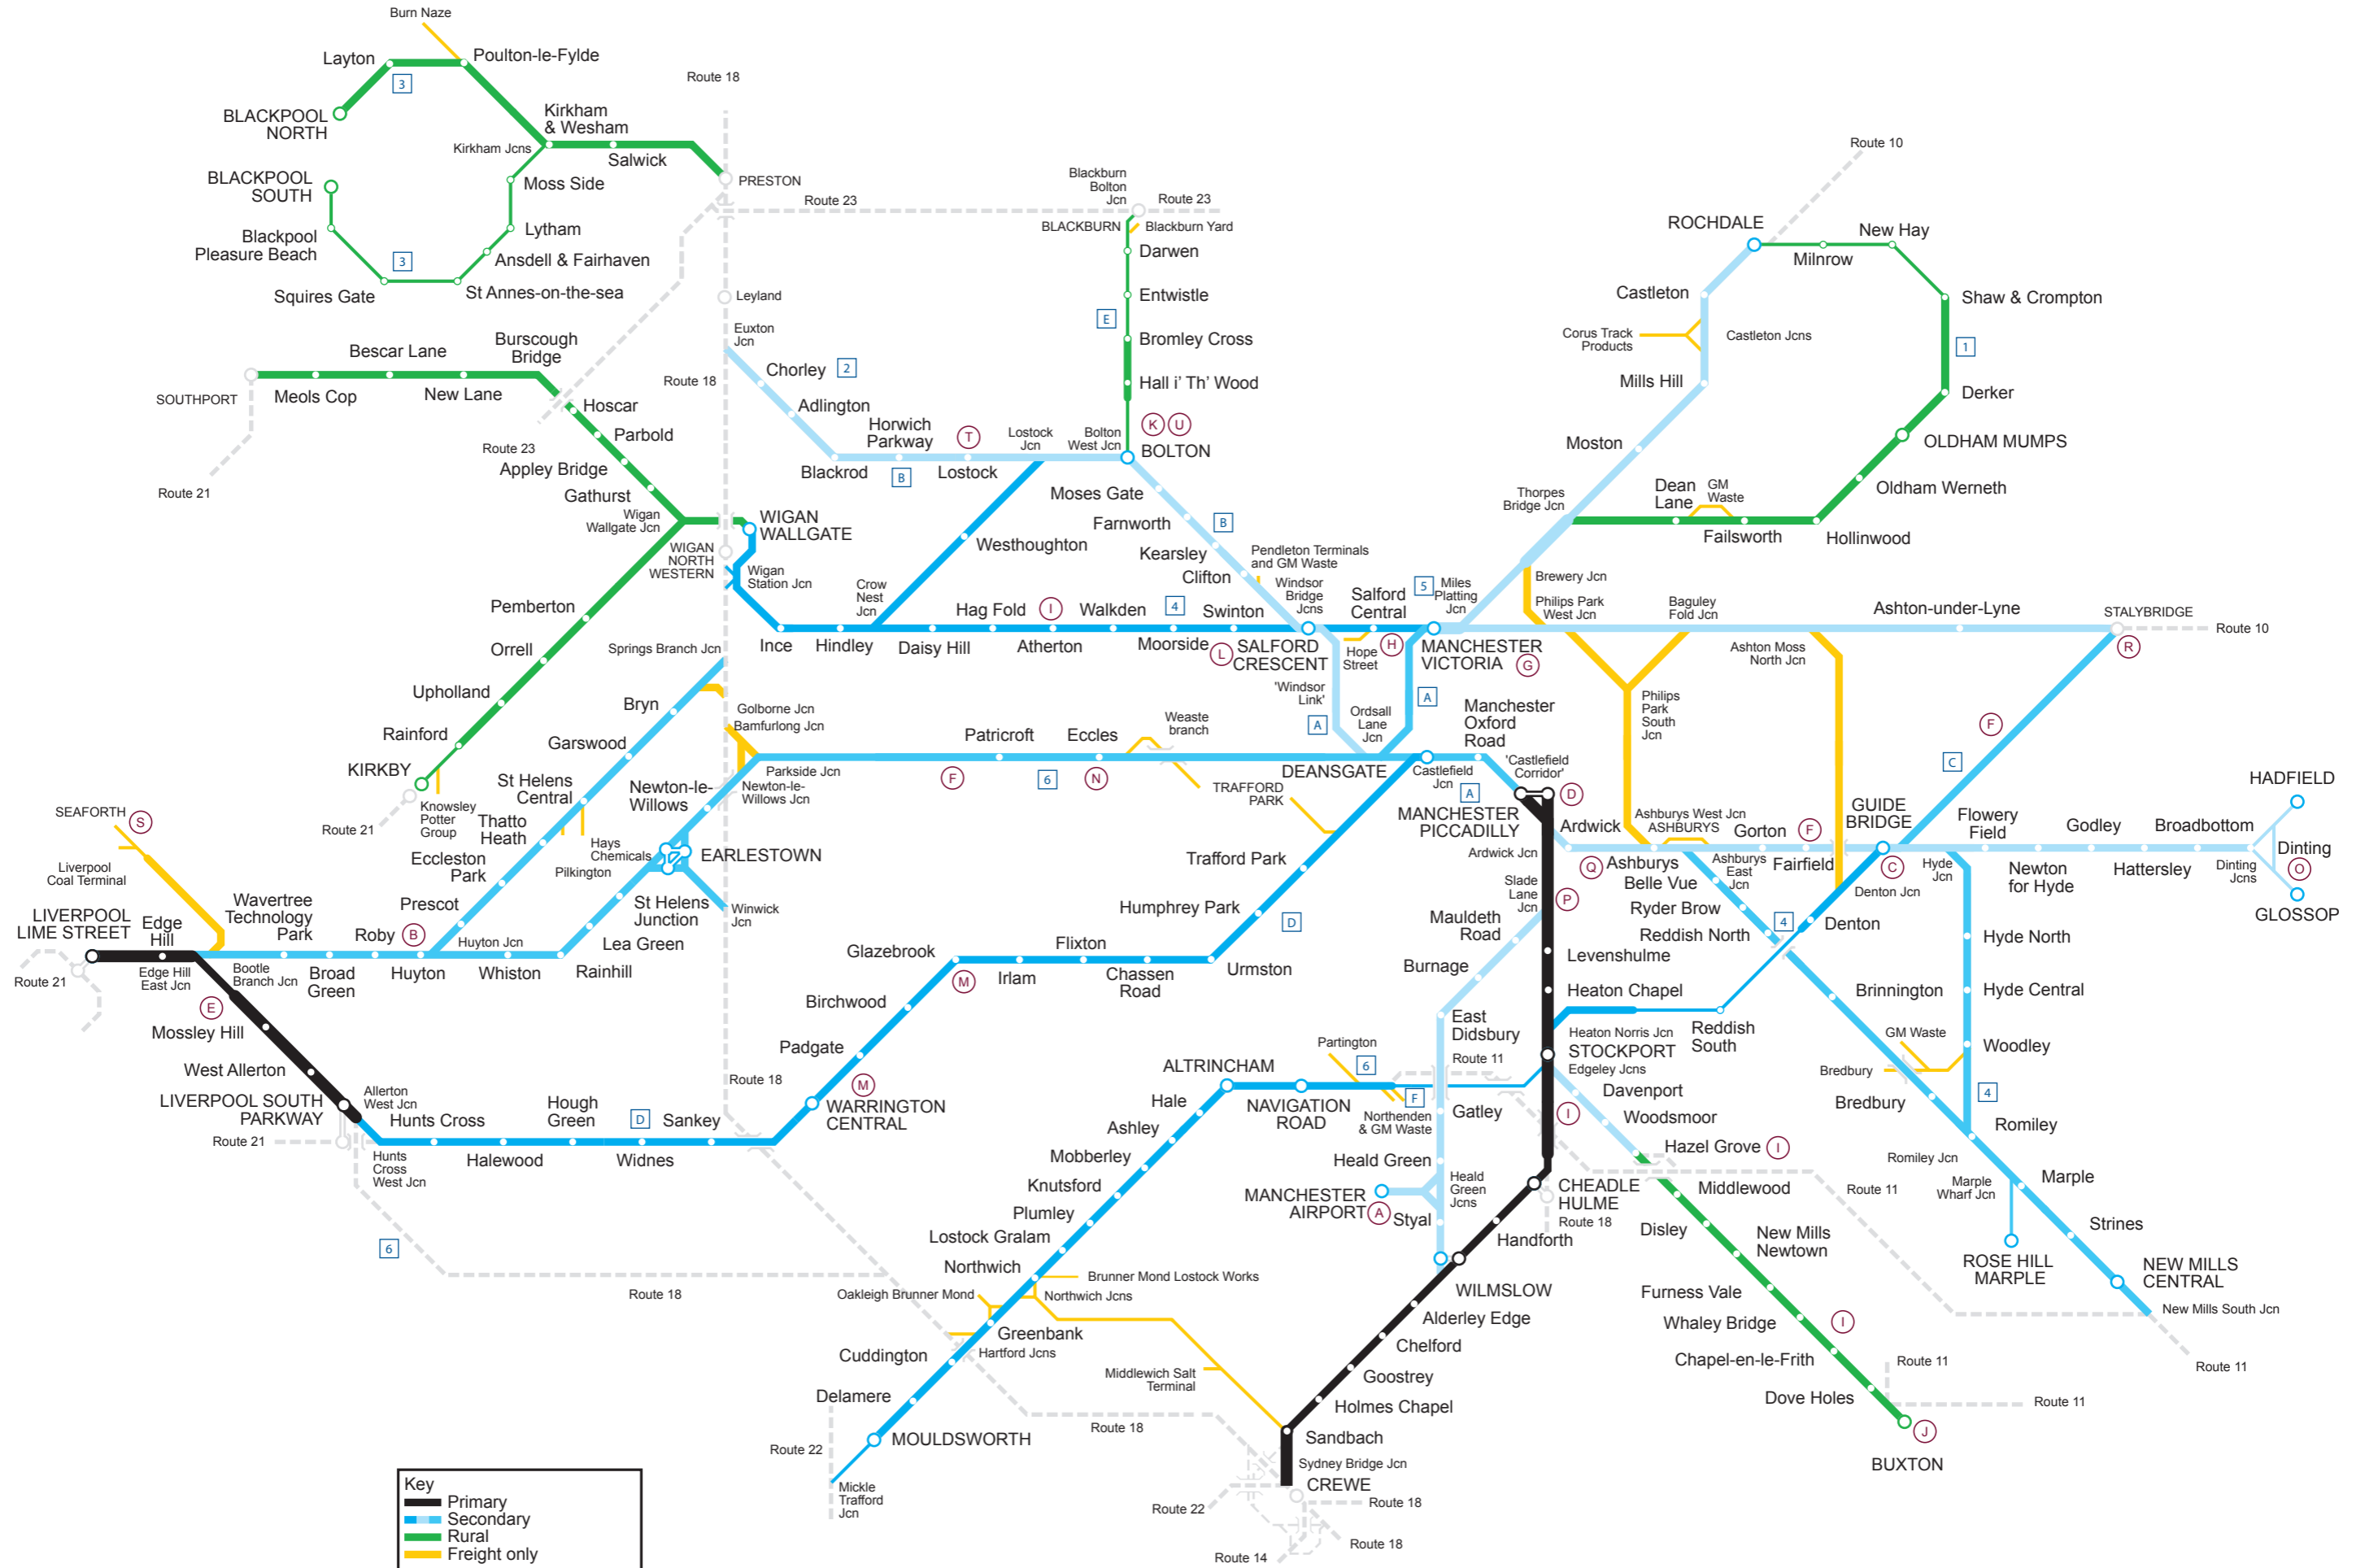 Burn Naze
Layton
Poulton-le-Fylde
3
BLACKPOOL
NORTH
Kirkham
& Wesham
Kirkham Jcns
Salwick
Route 18
PRESTON
BLACKPOOL
SOUTH
Moss Side
Lytham
Blackpool
Pleasure Beach
3
Ansdell & Fairhaven
Squires Gate
St Annes-on-the-sea
Route 23
Blackburn
Bolton
Jcn
Route 23
BLACKBURN
Blackburn Yard
Darwen
Entwistle
E
Bromley Cross
Hall i' Th' Wood
Leyland
Euxton
Jcn
Route 18
Chorley
2
Adlington
Horwich
Parkway
T
Lostock
Jcn
Bolton
West Jcn
K
U
BOLTON
Blackrod
B
Lostock
Route 10
ROCHDALE
Milnrow
New Hay
Castleton
Shaw & Crompton
Corus Track
Products
Castleton Jcns
1
Mills Hill
Derker
Moston
OLDHAM MUMPS
Thorpes
Bridge Jcn
Dean
Lane
GM
Waste
Oldham Werneth
Failsworth
Hollinwood
Bescar Lane
Burscough
Bridge
SOUTHPORT
Meols Cop
New Lane
Hoscar
Parbold
Route 23
Appley Bridge
Route 21
Gathurst
Wigan
Wallgate Jcn
WIGAN
WALLGATE
WIGAN
NORTH
WESTERN
Wigan
Station Jcn
Moses Gate
Farnworth
B
Kearsley
Clifton
Westhoughton
Crow
Nest
Jcn
Pendleton Terminals
and GM Waste
Windsor
Bridge
Jcns
Salford
Central
5
Miles
Platting
Jcn
Brewery Jcn
Philips Park
West Jcn
Baguley
Fold Jcn
Ashton-under-Lyne
STALYBRIDGE
Route 10
R
Pemberton
Hag Fold
I
Walkden
4
Swinton
Ince
Hindley
Daisy Hill
Atherton
Moorside
L
SALFORD
CRESCENT
Hope
Street
H
MANCHESTER
VICTORIA
G
Ashton Moss
North Jcn
Orrell
Springs Branch Jcn
Upholland
Bryn
'Windsor
Link'
A
Ordsall
Lane
Jcn
A
Manchester
Oxford
Road
Philips
Park
South
Jcn
F
C
Rainford
Golborne Jcn
Bamfurlong Jcn
Garswood
Patricroft
Eccles
Weaste
branch
KIRKBY
Parkside Jcn
F
6
N
DEANSGATE
Castlefield
Jcn
'Castlefield
Corridor'
St Helens
Central
Newton-le-
Willows
Newton-le-
Willows Jcn
TRAFFORD
PARK
A
D
SEAFORTH
S
Route 21
Knowsley
Potter
Group
Thatto
Heath
MANCHESTER
PICCADILLY
Ardwick
Ashburys West Jcn
ASHBURYS
Gorton
F
GUIDE
BRIDGE
Flowery
Field
Godley
Broadbottom
HADFIELD
Dinting
Liverpool
Coal Terminal
Hays
Chemicals
Pilkington
EARLESTOWN
Eccleston
Park
Trafford Park
Ardwick Jcn
Q
Ashburys
Ashburys
East
Jcn
Fairfield
C
Hyde
Jcn
Newton
for Hyde
Hattersley
Dinting
Jcns
O
GLOSSOP
Slade
Lane
Jcn
P
Belle Vue
Ryder Brow
Reddish North
4
Denton Jcn
Denton
LIVERPOOL
LIME STREET
Edge
Hill
Wavertree
Technology
Park
Prescot
Roby
B
Huyton Jcn
St Helens
Junction
Lea Green
Winwick
Jcn
Humphrey Park
D
Mauldeth
Road
Levenshulme
Hyde North
Route 21
Edge Hill
East Jcn
Bootle
Branch Jcn
Broad
Green
Huyton
Whiston
Rainhill
Glazebrook
M
Irlam
Flixton
Chassen
Road
Urmston
Burnage
Heaton Chapel
Brinnington
Hyde Central
E
Mossley Hill
Birchwood
East
Didsbury
Heaton Norris Jcn
Reddish
South
GM Waste
Woodley
Padgate
Partington
6
Route 11
STOCKPORT
Edgeley Jcns
Bredbury
West Allerton
Route 18
M
WARRINGTON
CENTRAL
ALTRINCHAM
NAVIGATION
ROAD
F
Northenden
& GM Waste
Gatley
Davenport
Woodsmoor
I
Bredbury
4
Romiley
LIVERPOOL SOUTH
PARKWAY
Allerton
West Jcn
Hunts Cross
Hough
Green
D
Sankey
Hale
Ashley
Hazel Grove
I
Romiley Jcn
Route 21
Hunts
Cross
West Jcn
Halewood
Widnes
Mobberley
Heald Green
Heald
Green
Jcns
Middlewood
Route 11
Marple
Wharf Jcn
Marple
Knutsford
MANCHESTER
AIRPORT
A
Styal
CHEADLE
HULME
Route 18
Disley
Strines
Plumley
Lostock Gralam
Handforth
New Mills
Newtown
ROSE HILL
MARPLE
NEW MILLS
CENTRAL
6
Northwich
Brunner Mond Lostock Works
WILMSLOW
Furness Vale
New Mills South Jcn
Route 18
Oakleigh Brunner Mond
Northwich Jcns
Alderley Edge
Whaley Bridge
I
Greenbank
Hartford Jcns
Chelford
Chapel-en-le-Frith
Route 11
Route 11
Cuddington
Middlewich Salt
Terminal
Goostrey
Dove Holes
Route 11
Delamere
Holmes Chapel
J
Route 22
MOULDSWORTH
Route 18
Sandbach
BUXTON
Sydney Bridge Jcn
CREWE
Mickle
Trafford
Jcn
Route 22
Route 18
Route 18
Route 14
Key
Primary
Secondary
Rural
Freight only